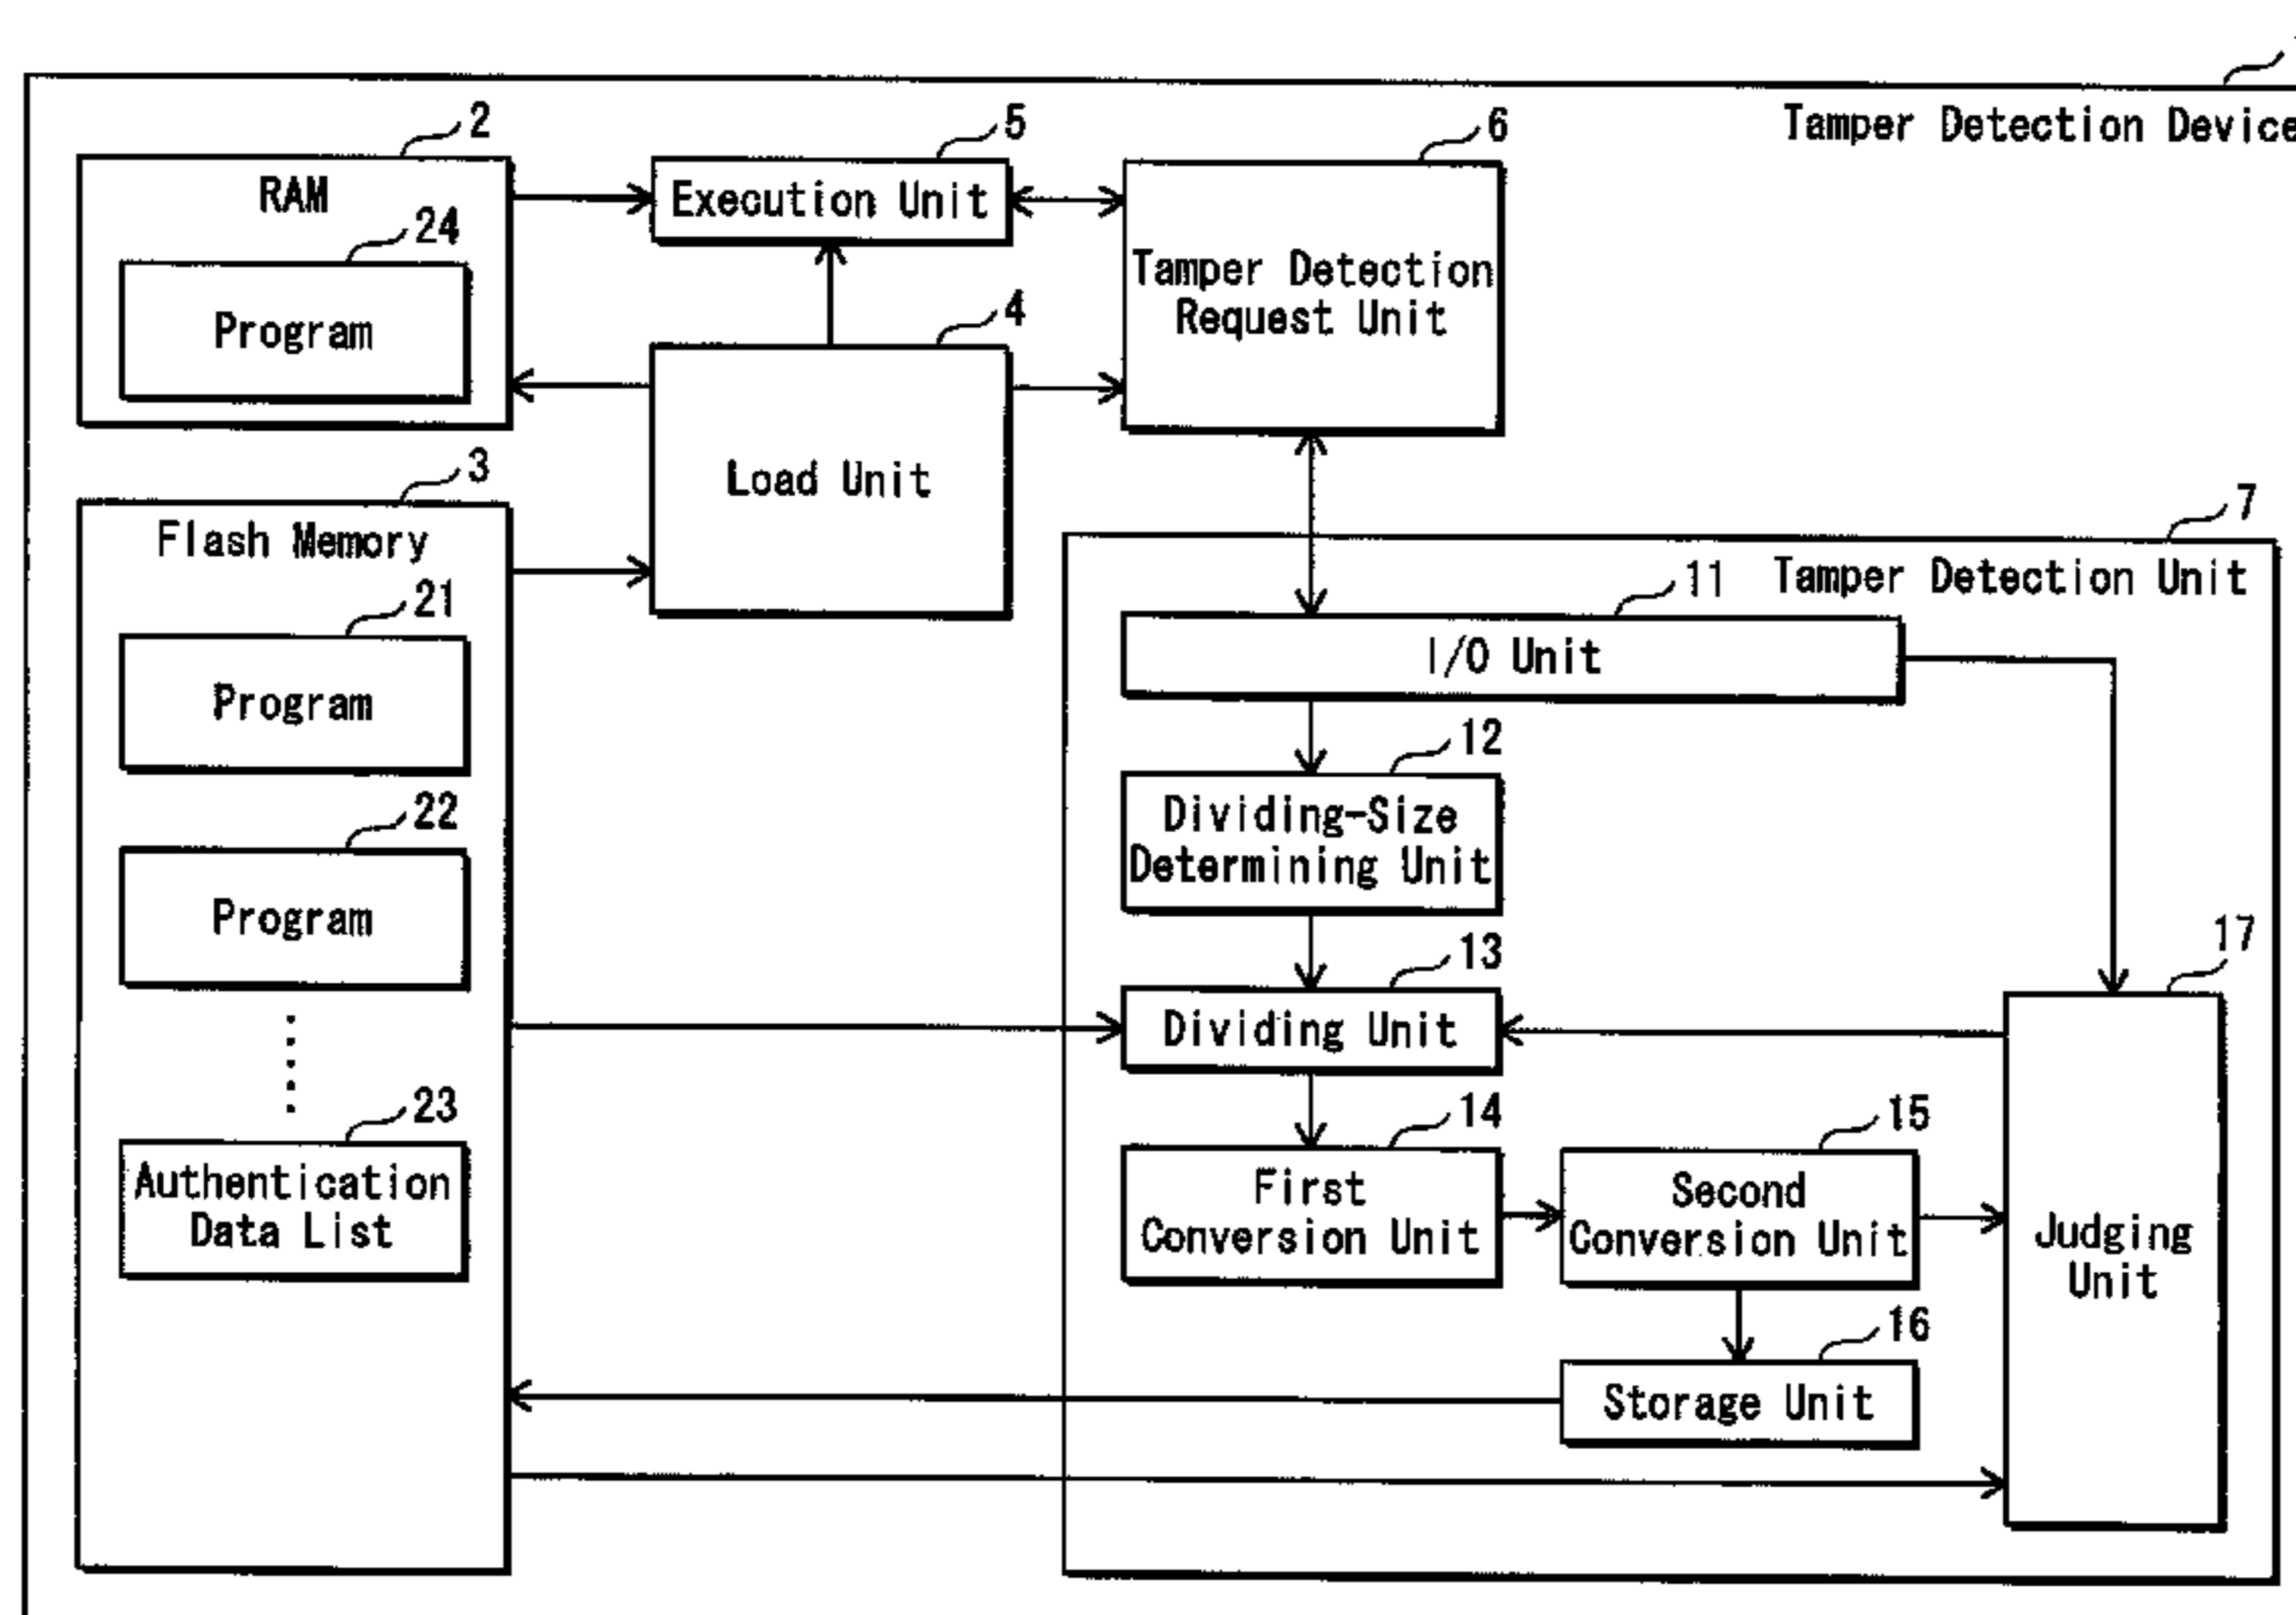 Tamper Detection Device
2
RAM
24
Program
5
Execution Unit
6
Tamper Detection
Request Unit
4
Load Unit
3
Flash Memory
21
Program
22
Program
23
Authentication
Data List
7
Tamper Detection Unit
11
I/O Unit
12
Dividing-Size
Determining Unit
13
Dividing Unit
14
First
Conversion Unit
15
Second
Conversion Unit
16
Storage Unit
17
Judging
Unit